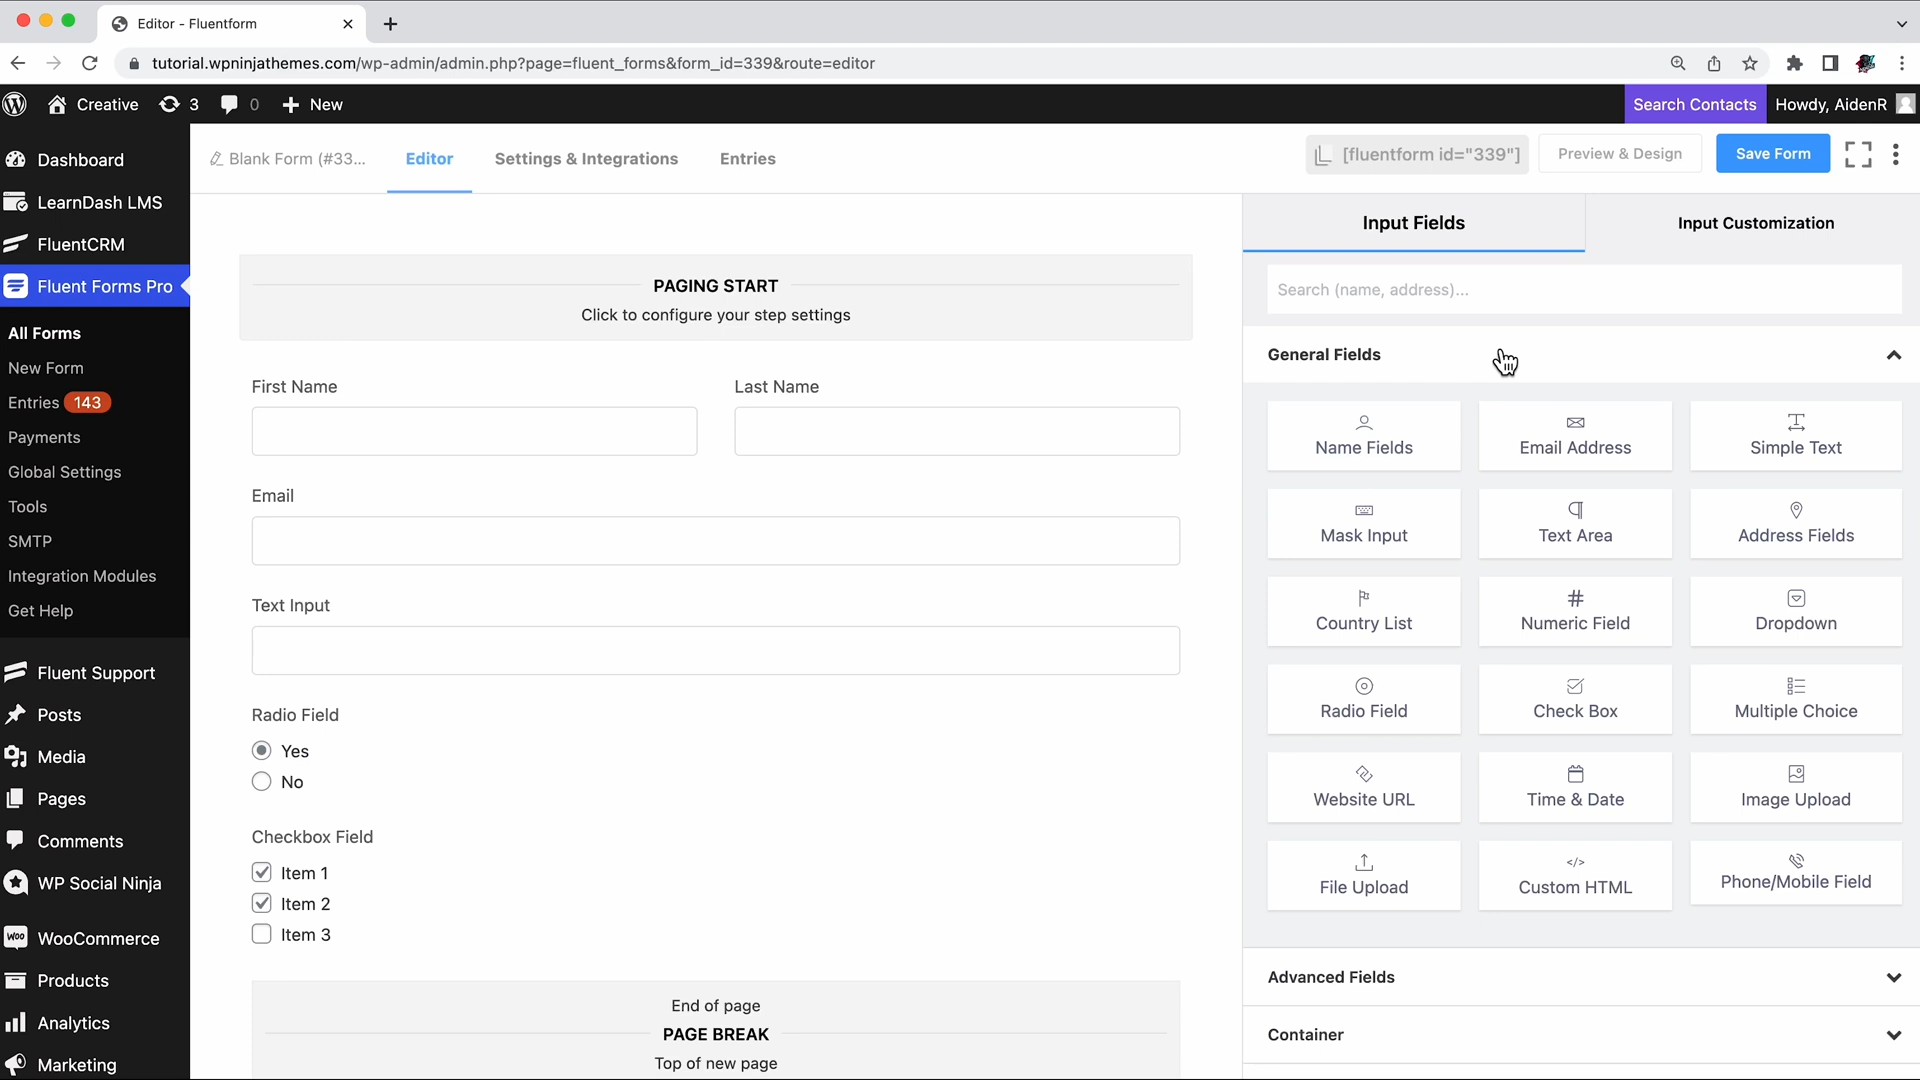 Editor - Fluentform
tutorial.wpninjathemes.com/wp-admin/admin.php?page=fluent_forms&form_id=339&route=editor
Creative 3 0 New Search Contacts Howdy, AidenR
Dashboard
LearnDash LMS
FluentCRM
Fluent Forms Pro
All Forms
New Form
Entries 143
Payments
Global Settings
Tools
SMTP
Integration Modules
Get Help
Fluent Support
Posts
Media
Pages
Comments
WP Social Ninja
Woo WooCommerce
Products
Analytics
Marketing
Blank Form (#33... Editor Settings & Integrations Entries [fluentform id="339"] Preview & Design Save Form
PAGING START
Click to configure your step settings
First Name Last Name
Email
Text Input
Radio Field
Yes
No
Checkbox Field
Item 1
Item 2
Item 3
End of page
PAGE BREAK
Top of new page
Input Fields Input Customization
Search (name, address)...
General Fields
Name Fields Email Address Simple Text
Mask Input Text Area Address Fields
Country List Numeric Field Dropdown
Radio Field Check Box Multiple Choice
Website URL Time & Date Image Upload
File Upload Custom HTML Phone/Mobile Field
Advanced Fields
Container